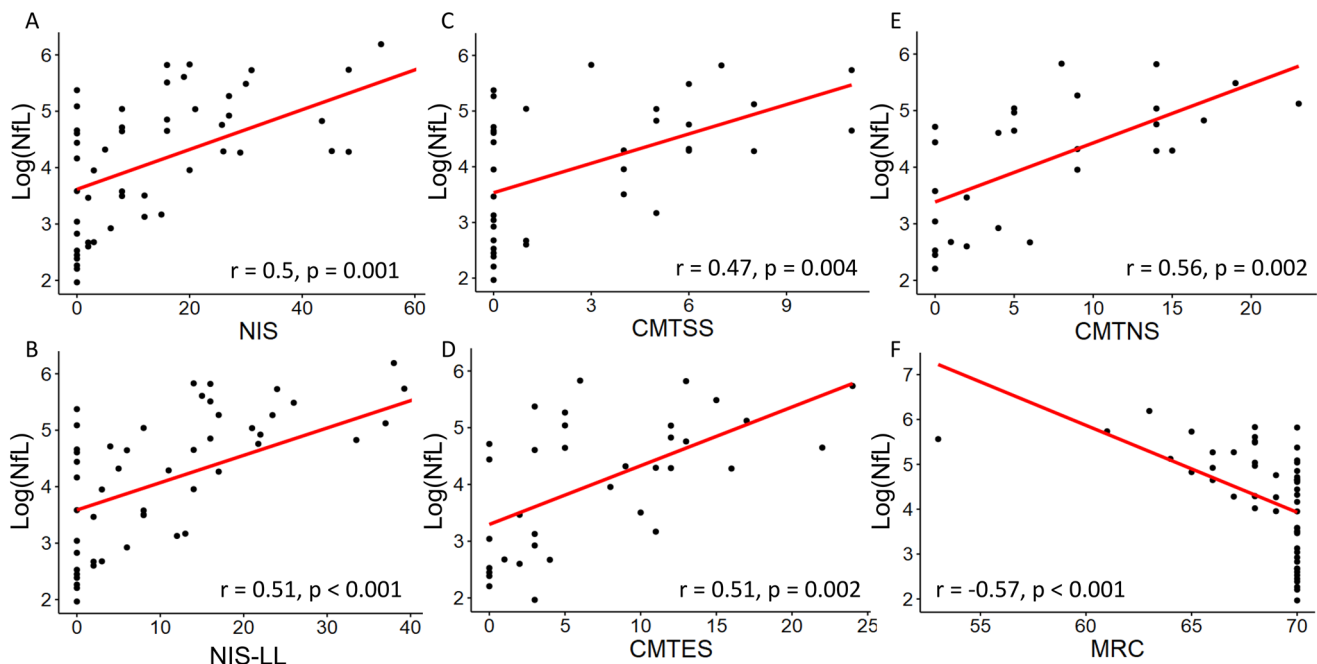 A
Log(NfL)
6
5
4
3
2
r = 0.5, p = 0.001
0 20 40 60
NIS
C
Log(NfL)
6
5
4
3
2
r = 0.47, p = 0.004
0 3 6 9
CMTSS
E
Log(NfL)
6
5
4
3
2
r = 0.56, p = 0.002
0 5 10 15 20
CMTNS
B
Log(NfL)
6
5
4
3
2
r = 0.51, p < 0.001
0 10 20 30 40
NIS-LL
D
Log(NfL)
6
5
4
3
2
r = 0.51, p = 0.002
0 5 10 15 20 25
CMTES
F
Log(NfL)
7
6
5
4
3
2
r = -0.57, p < 0.001
55 60 65 70
MRC